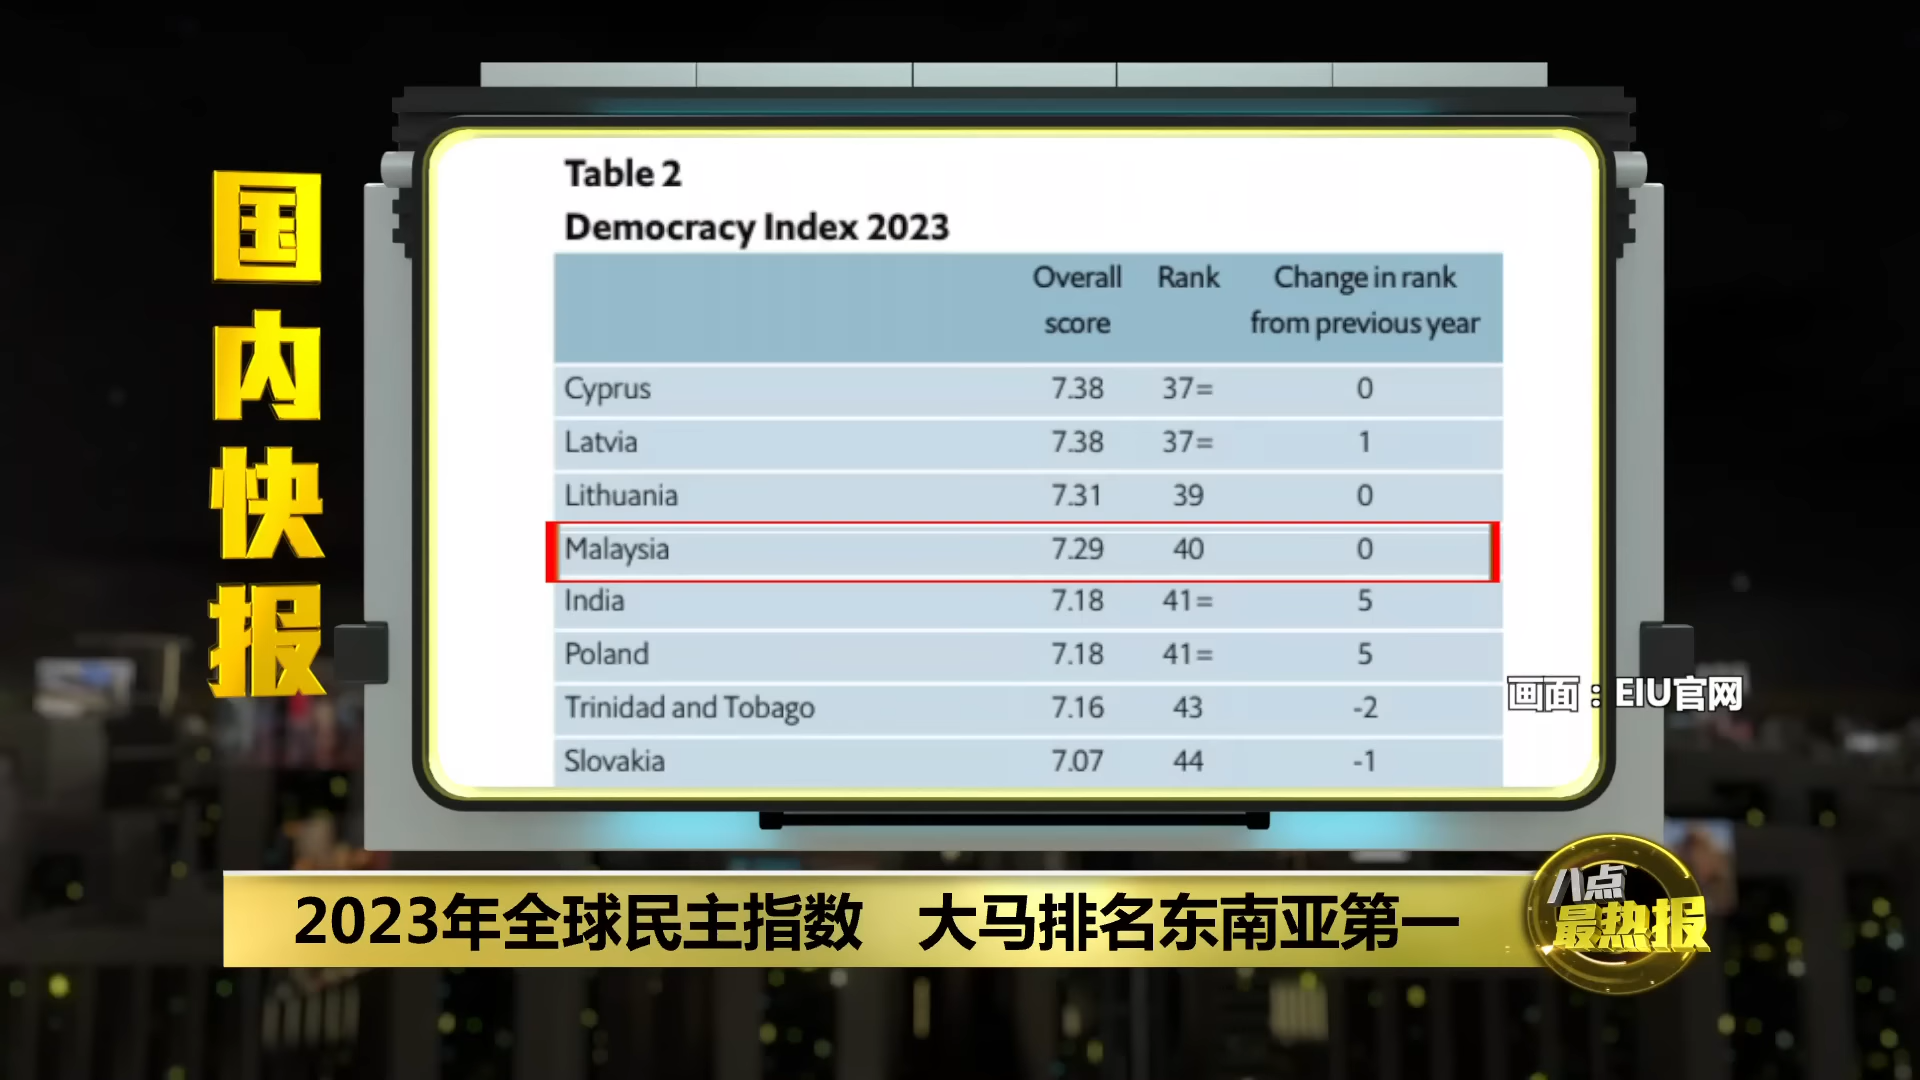 国内快报
Table 2
Democracy Index 2023
Overall score Rank Change in rank from previous year
Cyprus 7.38 37= 0
Latvia 7.38 37= 1
Lithuania 7.31 39 0
Malaysia 7.29 40 0
India 7.18 41= 5
Poland 7.18 41= 5
Trinidad and Tobago 7.16 43 -2
Slovakia 7.07 44 -1
画面：EIU官网
2023年全球民主指数 大马排名东南亚第一
八点
最热报